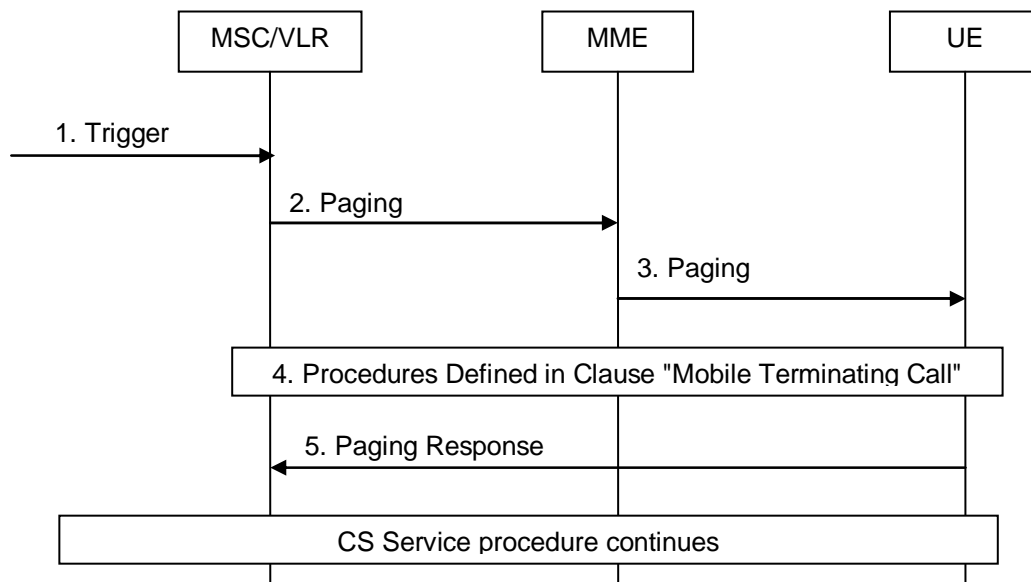 MSC/VLR
MME
UE
1. Trigger
2. Paging
3. Paging
4. Procedures Defined in Clause "Mobile Terminating Call"
5. Paging Response
CS Service procedure continues